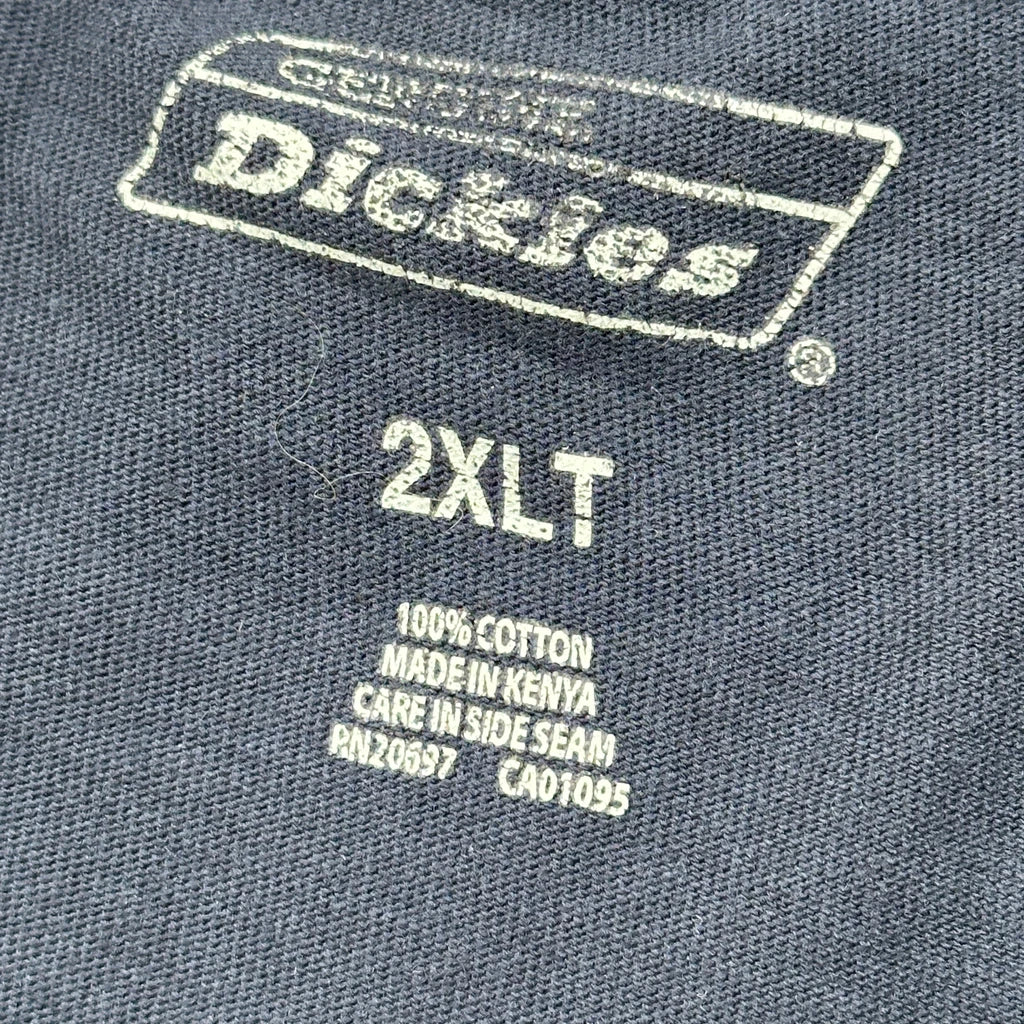 Dickies®
2XLT
100% COTTON
MADE IN KENYA
CARE IN SIDE SEAM
RN20697 CA01095